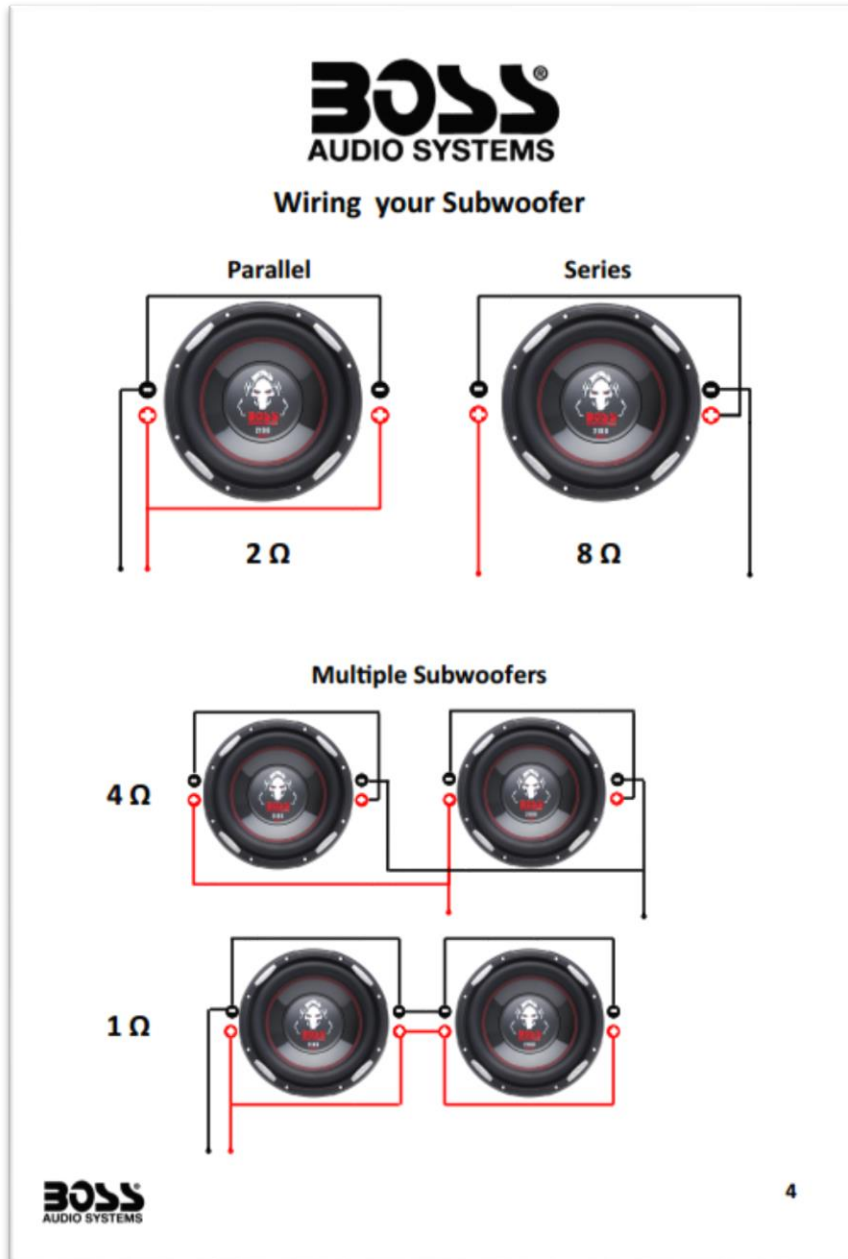 BOSS®
AUDIO SYSTEMS
Wiring your Subwoofer
Parallel
Series
2 Ω
8 Ω
Multiple Subwoofers
4 Ω
1 Ω
BOSS
AUDIO SYSTEMS
4